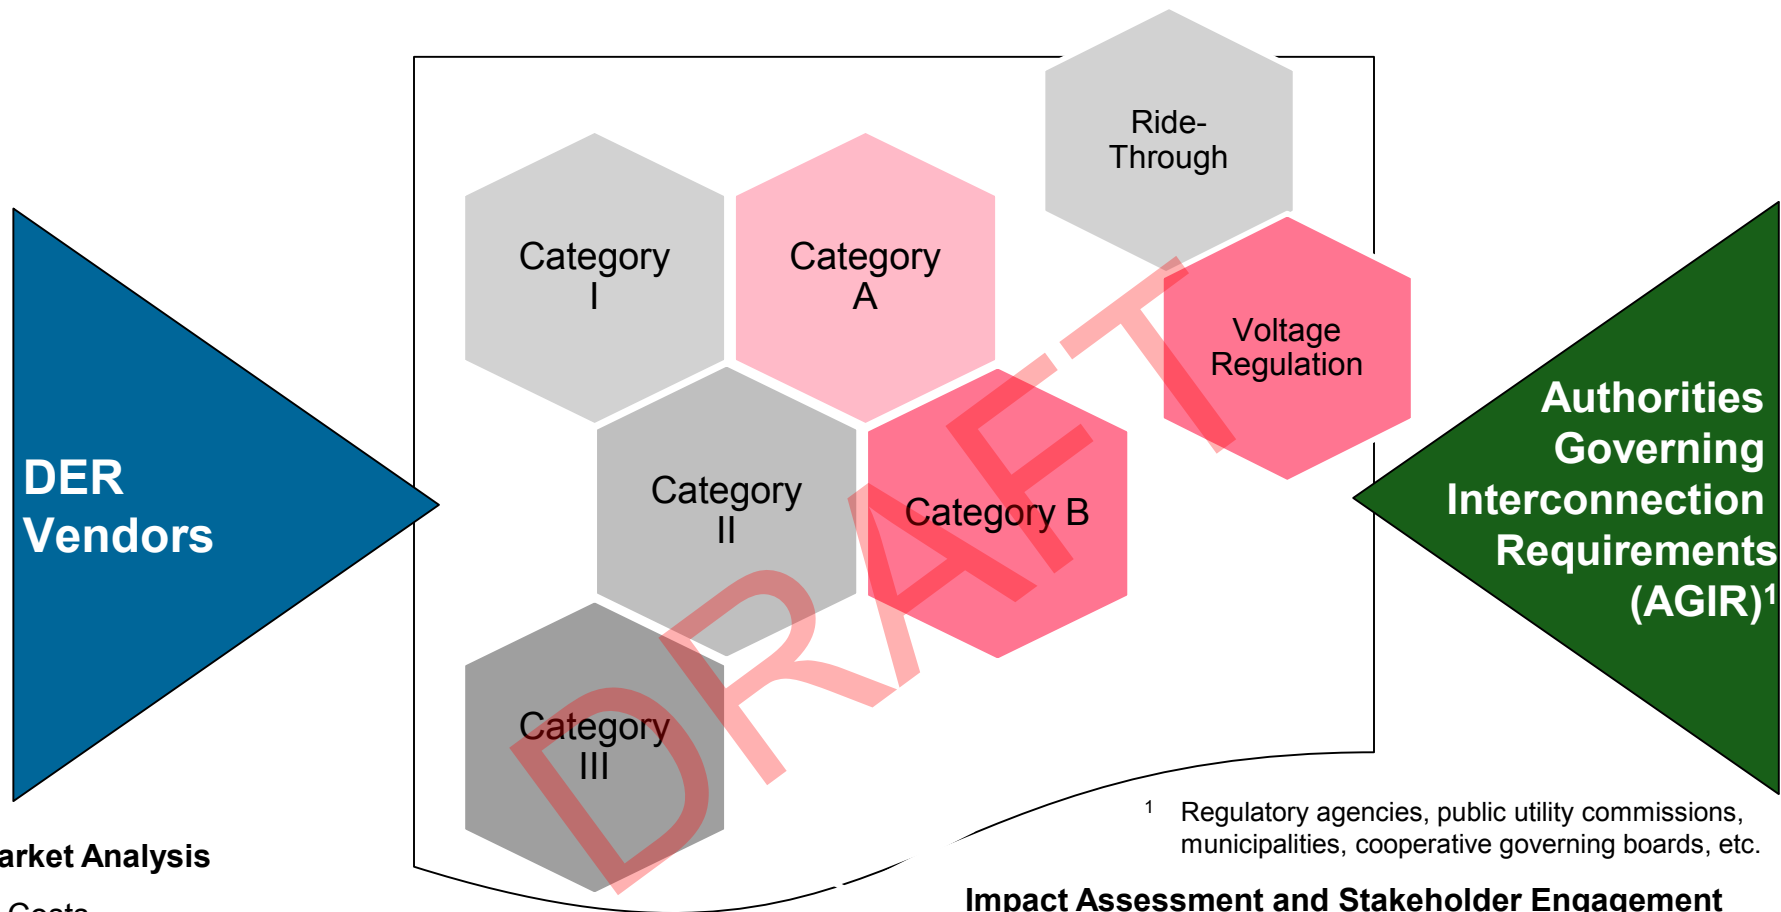 Ride-
Through
Category
I
Category
A
Voltage
Regulation
DER
Vendors
Category
II
Category B
Authorities
Governing
Interconnection
Requirements
(AGIR)1
Category
III
DRAFT
1 Regulatory agencies, public utility commissions,
municipalities, cooperative governing boards, etc.
arket Analysis
Costs
Impact Assessment and Stakeholder Engagement